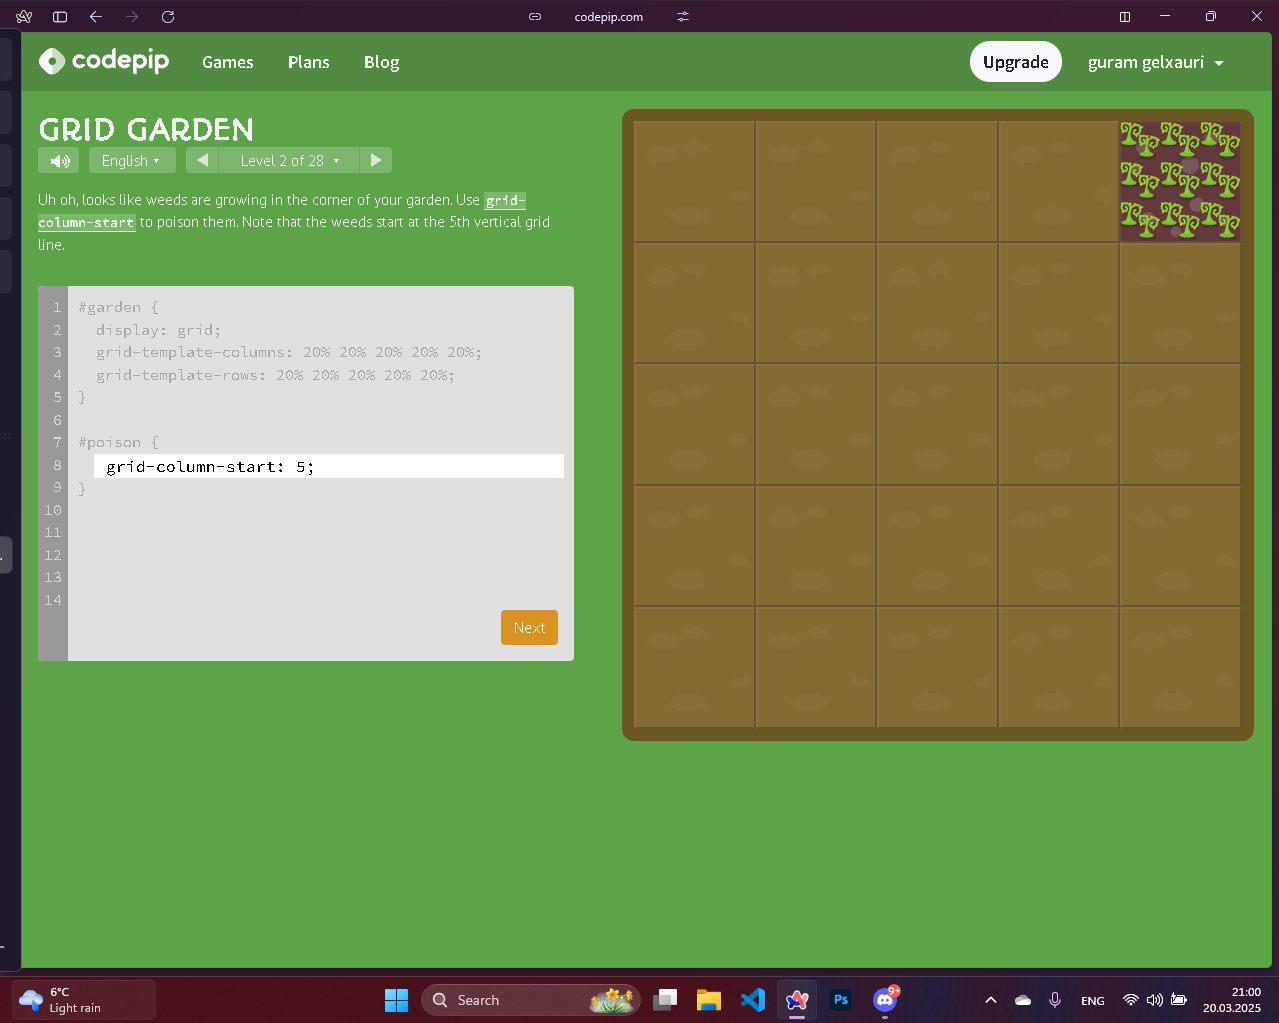 codepip.com
codepip
Games
Plans
Blog
Upgrade
guram gelxauri
GRID GARDEN
English
Level 2 of 28
Uh oh, looks like weeds are growing in the corner of your garden. Use grid-
column-start to poison them. Note that the weeds start at the 5th vertical grid
line.
1 #garden {
2 display: grid;
3 grid-template-columns: 20% 20% 20% 20% 20%;
4 grid-template-rows: 20% 20% 20% 20% 20%;
5 }
6
7 #poison {
8 grid-column-start: 5;
9 }
10
11
12
13
14
Next
6°C
Light rain
Search
Ps
9+
ENG
21:00
20.03.2025